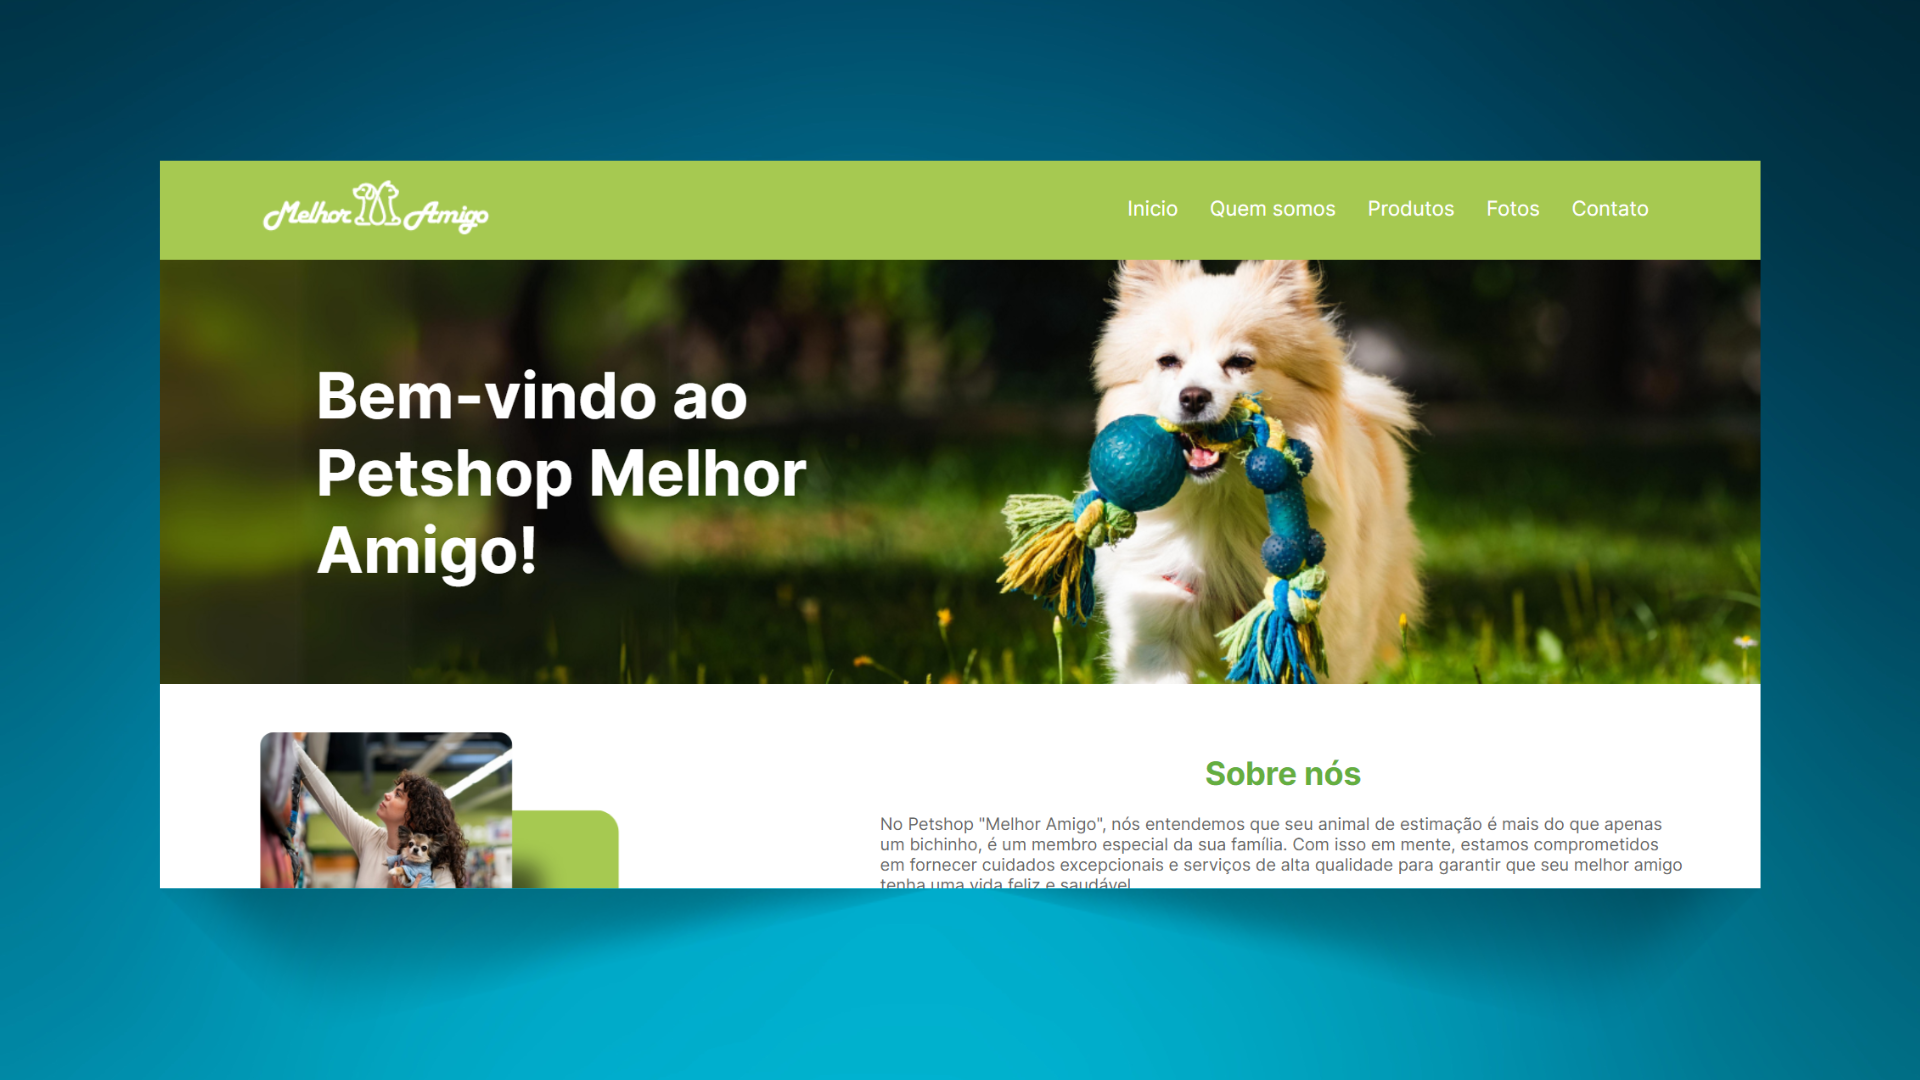 Melhor Amigo
Inicio Quem somos Produtos Fotos Contato
Bem-vindo ao
Petshop Melhor
Amigo!
Sobre nós
No Petshop "Melhor Amigo", nós entendemos que seu animal de estimação é mais do que apenas
um bichinho, é um membro especial da sua família. Com isso em mente, estamos comprometidos
em fornecer cuidados excepcionais e serviços de alta qualidade para garantir que seu melhor amigo
tenha uma vida feliz e saudável